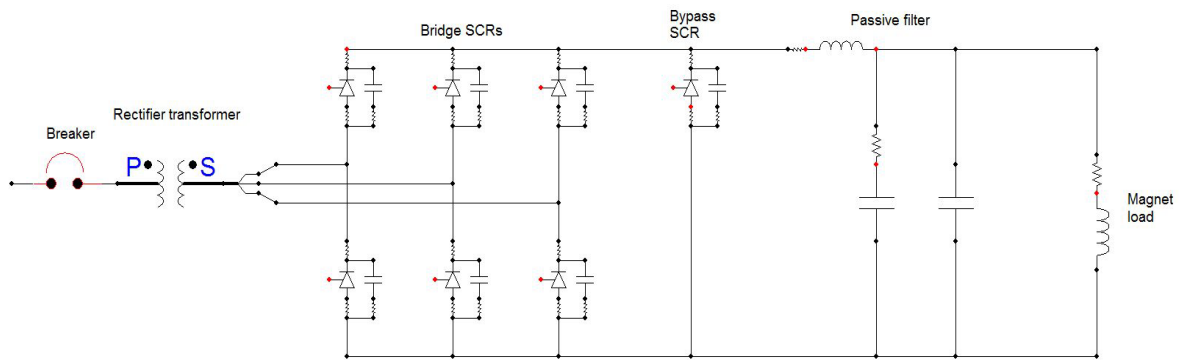 Bridge SCRs
Bypass
SCR
Passive filter
Rectifier transformer
Breaker
P S
Magnet
load